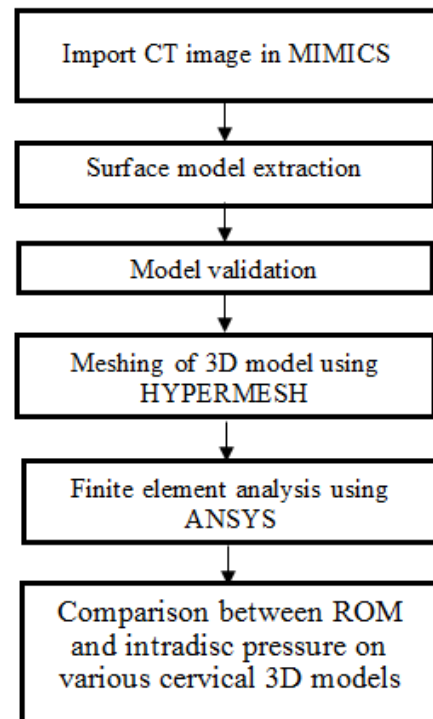 Import CT image in MIMICS
Surface model extraction
Model validation
Meshing of 3D model using
HYPERMESH
Finite element analysis using
ANSYS
Comparison between ROM
and intradisc pressure on
various cervical 3D models